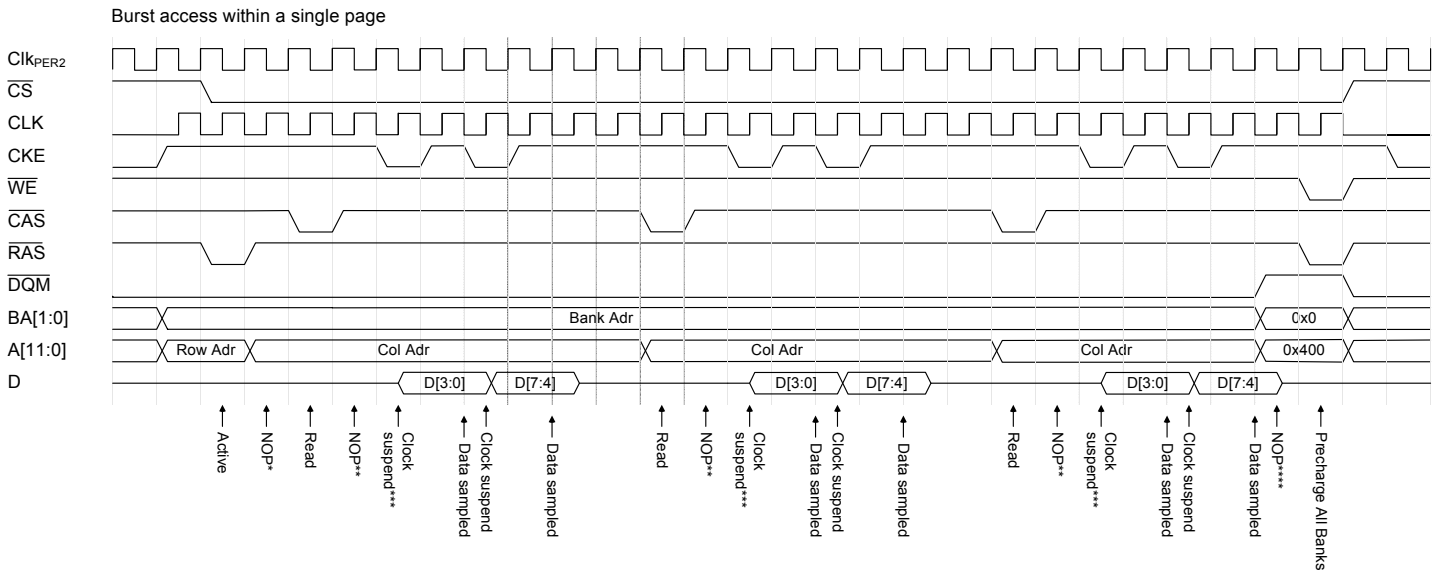 Burst access within a single page
ClkPER2
CS
CLK
CKE
WE
CAS
RAS
DQM
BA[1:0] Bank Adr 0x0
A[11:0] Row Adr Col Adr Col Adr Col Adr 0x400
D D[3:0] D[7:4] D[3:0] D[7:4] D[3:0] D[7:4]
Active
NOP*
Read
NOP**
Clock
suspend***
Data sampled
Clock suspend
Data sampled
Read
NOP**
Clock
suspend***
Data sampled
Clock suspend
Data sampled
Read
NOP**
Clock
suspend***
Data sampled
Clock suspend
Data sampled
NOP****
Precharge All Banks